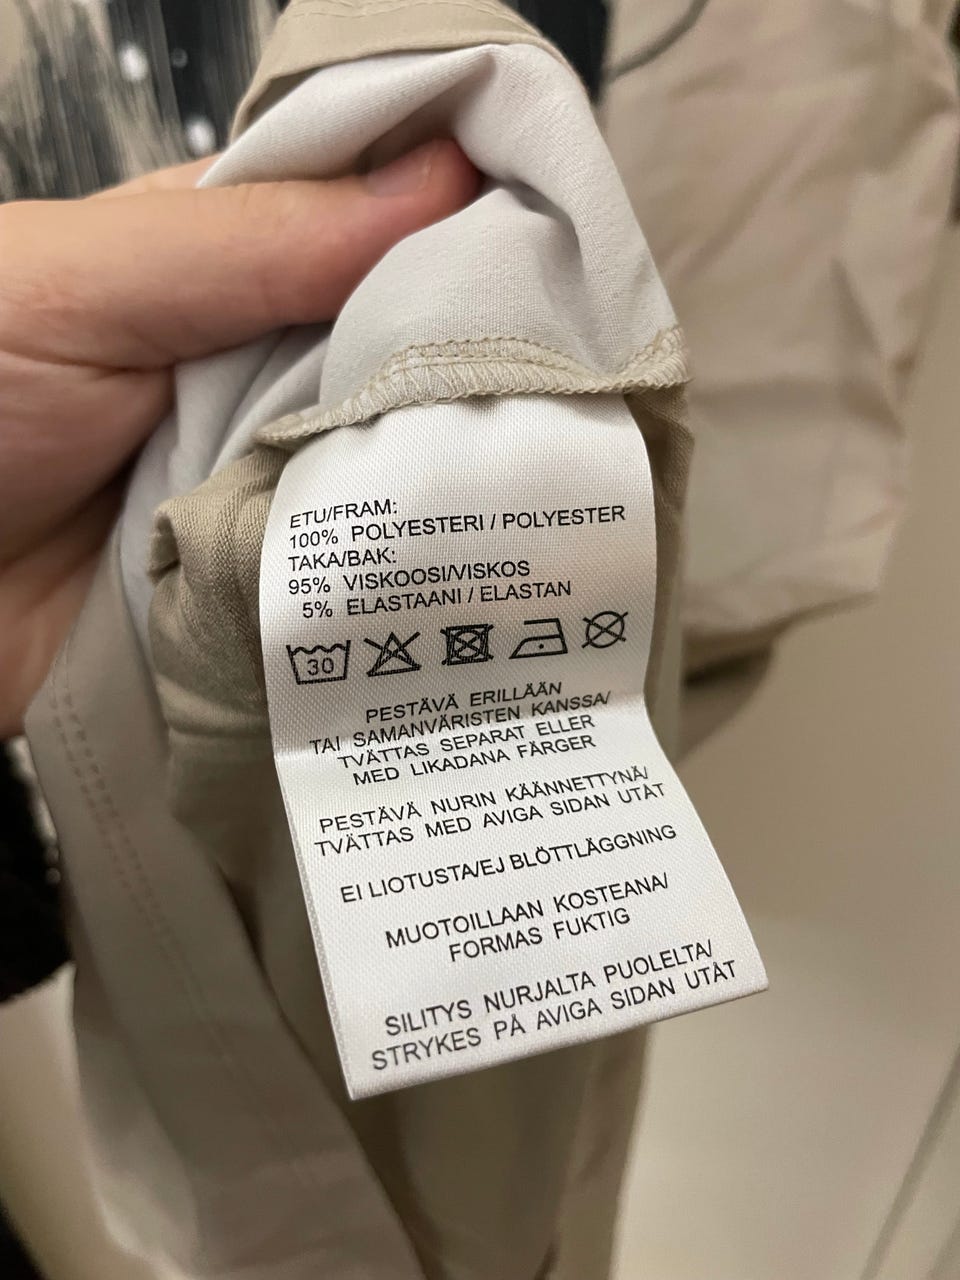 ETU/FRAM:
100% POLYESTERI / POLYESTER
TAKA/BAK:
95% VISKOOSI/VISKOS
5% ELASTAANI / ELASTAN
30
PESTÄVÄ ERILLÄÄN
TAI SAMANVÄRISTEN KANSSA/
TVÄTTAS SEPARAT ELLER
MED LIKADANA FÄRGER
PESTÄVÄ NURIN KÄÄNNETTYNÄ/
TVÄTTAS MED AVIGA SIDAN UTÅT
EI LIOTUSTA/EJ BLÖTTLÄGGNING
MUOTOILLAAN KOSTEANA/
FORMAS FUKTIG
SILITYS NURJALTA PUOLELTA/
STRYKES PÅ AVIGA SIDAN UTÅT